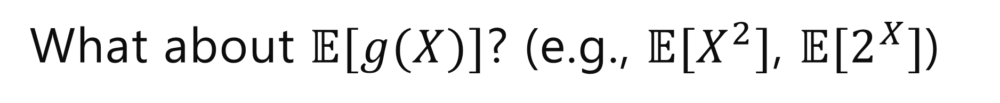 What about 𝔼[g(X)]? (e.g., 𝔼[X²], 𝔼[2^X])